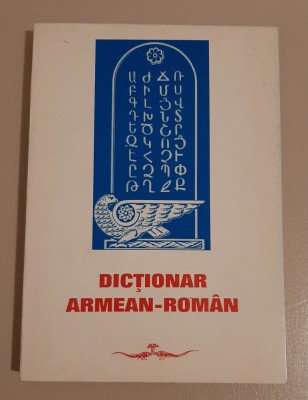 Ա Ժ Ճ Ռ
Բ Ի Մ Ս
Գ Լ Յ Վ
Դ Խ Ն Տ
Ե Ծ Շ Ր
Զ Կ Ո Ց
Է Հ Չ Ւ
Ը Ձ Պ Փ
Թ Ղ Ջ Ք
DICȚIONAR
ARMEAN-ROMÂN